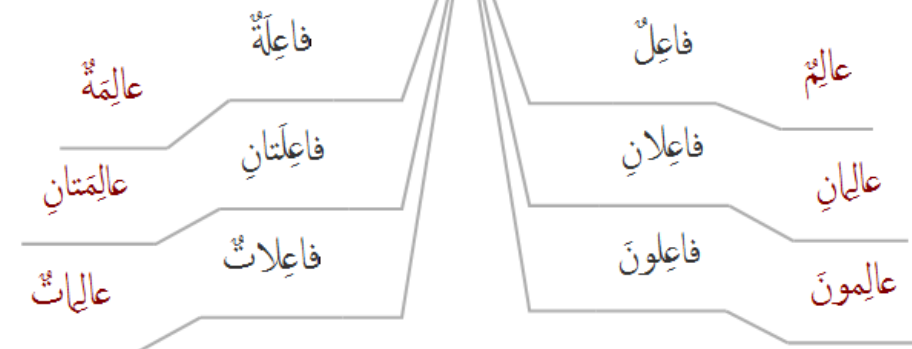 فاعِلٌ
عالِمٌ
فاعِلانِ
عالِمانِ
فاعِلونَ
عالِمونَ
فاعِلَةٌ
عالِمَةٌ
فاعِلَتانِ
عالِمَتانِ
فاعِلاتٌ
عالِماتٌ